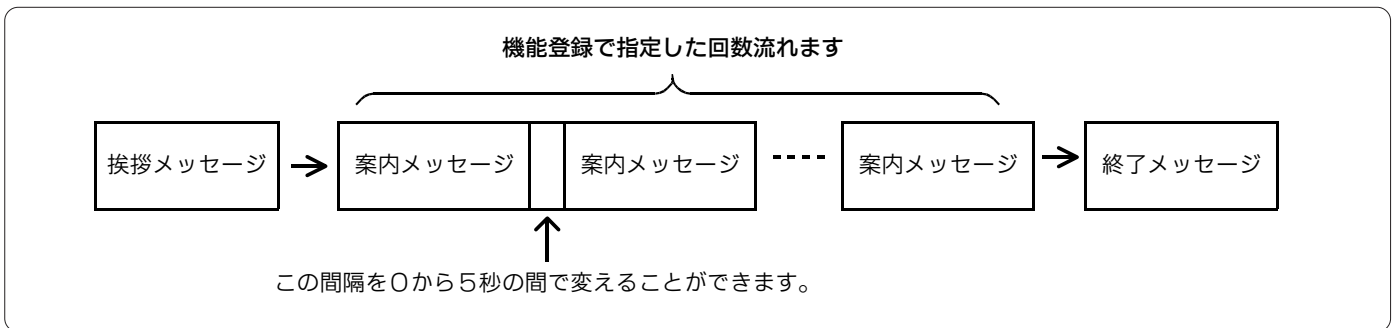 機能登録で指定した回数流れます
挨拶メッセージ
案内メッセージ
案内メッセージ
案内メッセージ
終了メッセージ
この間隔を０から５秒の間で変えることができます。